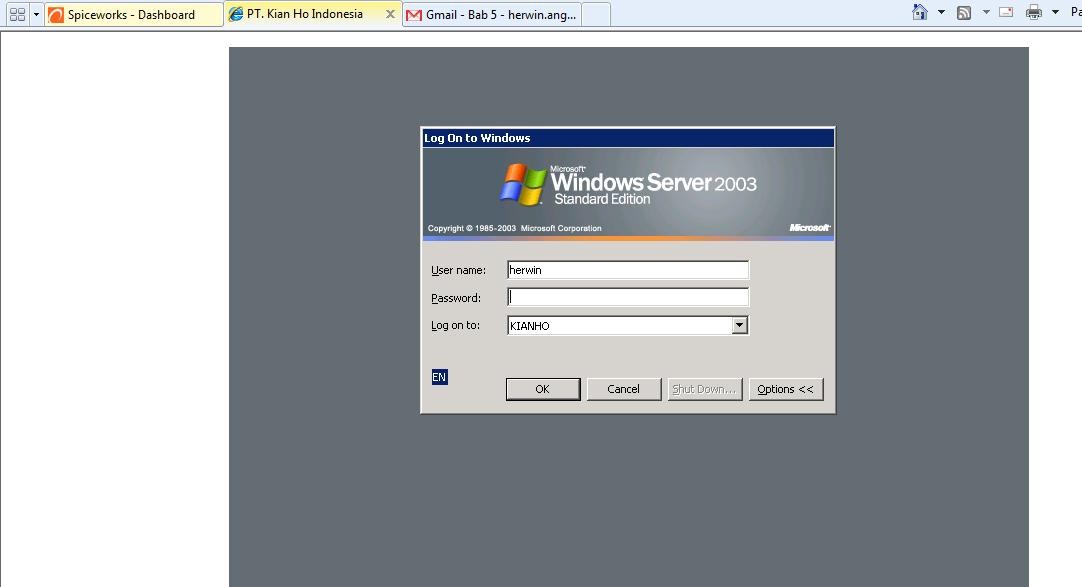 Spiceworks - Dashboard
PT. Kian Ho Indonesia
Gmail - Bab 5 - herwin.ang...
Pa
Log On to Windows
Microsoft®
Windows Server 2003
Standard Edition
Copyright © 1985-2003 Microsoft Corporation
Microsoft®
User name: herwin
Password:
Log on to: KIANHO
EN
OK Cancel Shut Down... Options <<